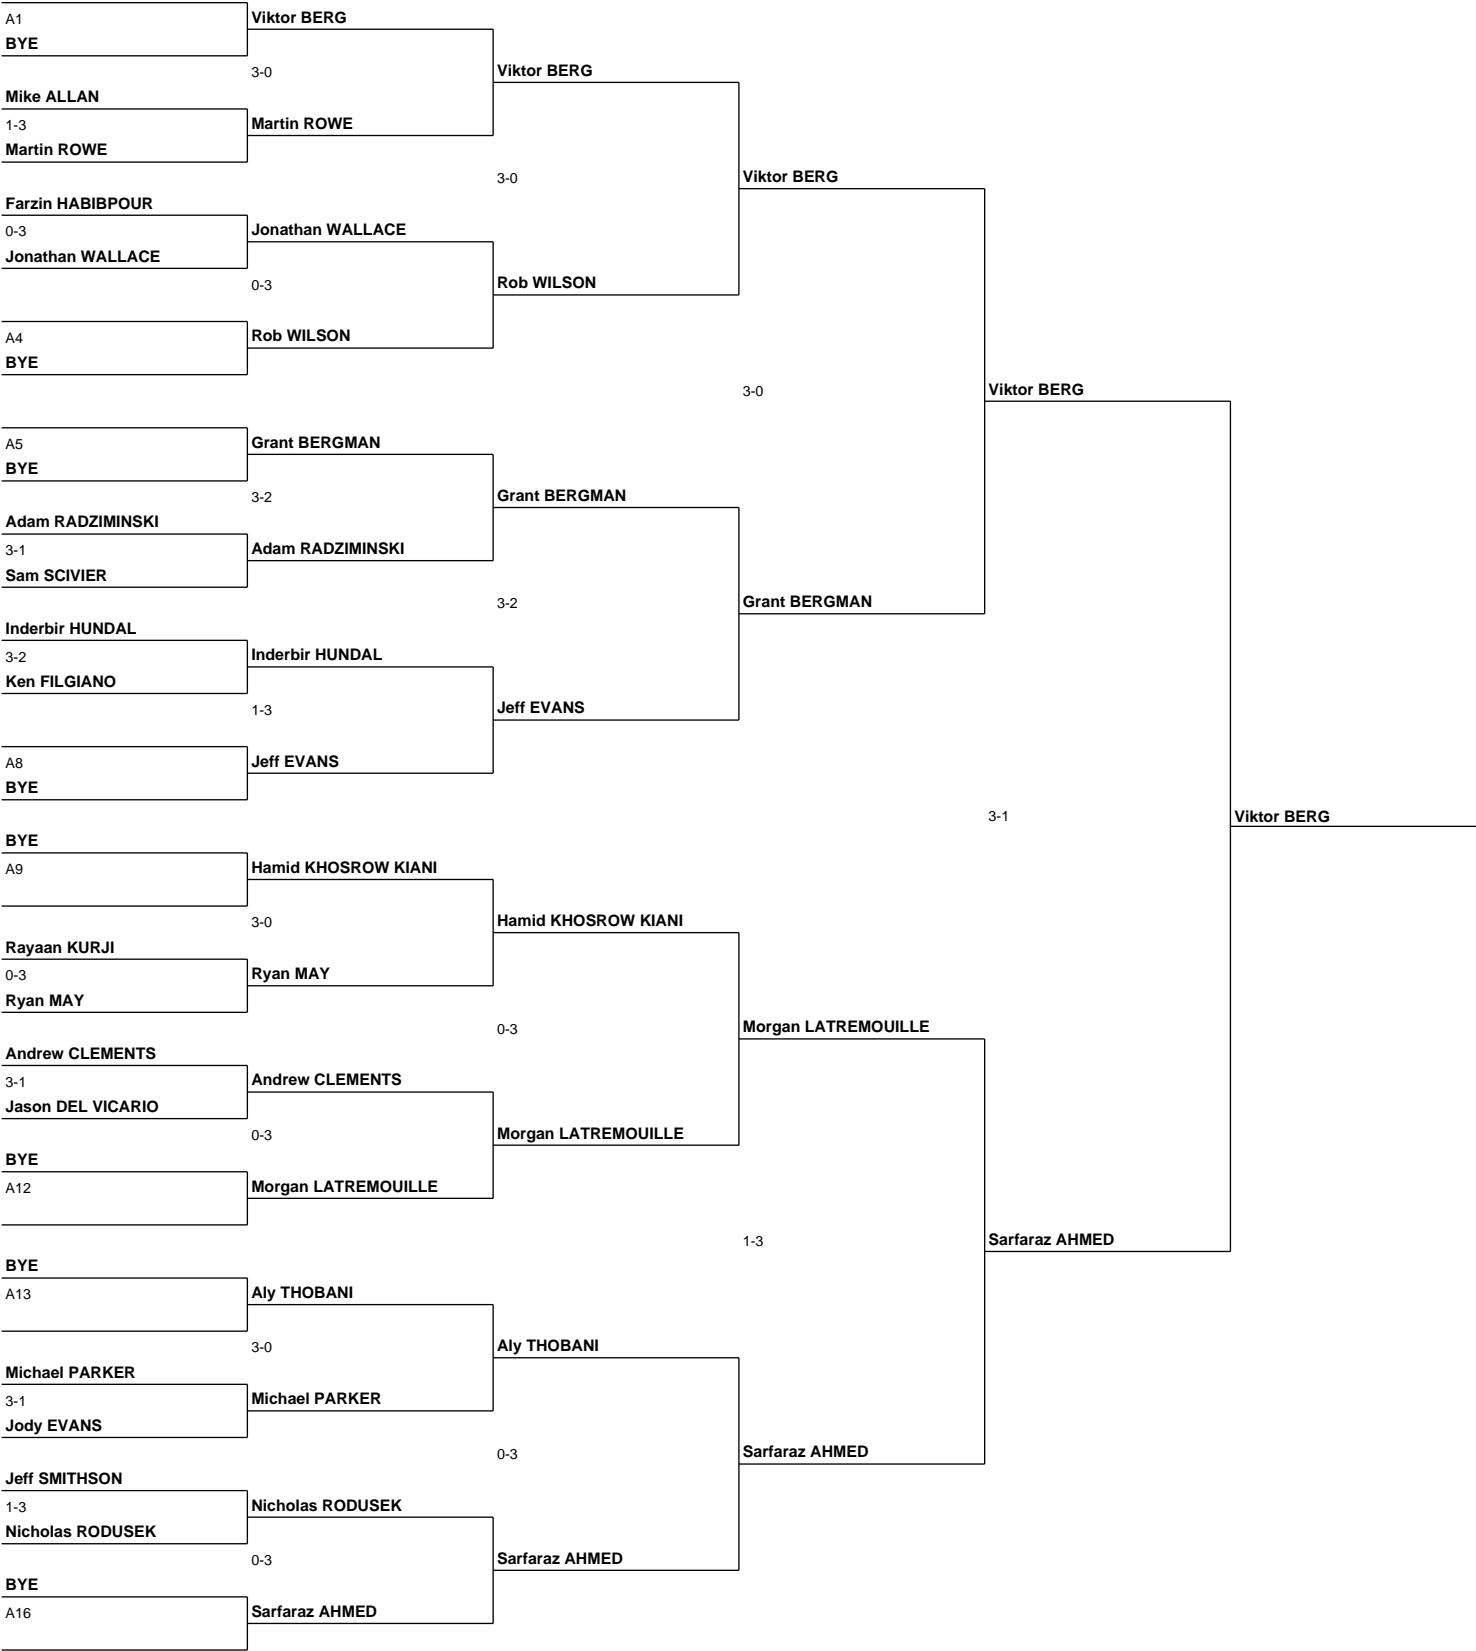 A1
BYE
Mike ALLAN
1-3
Martin ROWE
Farzin HABIBPOUR
0-3
Jonathan WALLACE
A4
BYE
A5
BYE
Adam RADZIMINSKI
3-1
Sam SCIVIER
Inderbir HUNDAL
3-2
Ken FILGIANO
A8
BYE
BYE
A9
Rayaan KURJI
0-3
Ryan MAY
Andrew CLEMENTS
3-1
Jason DEL VICARIO
BYE
A12
BYE
A13
Michael PARKER
3-1
Jody EVANS
Jeff SMITHSON
1-3
Nicholas RODUSEK
BYE
A16
Viktor BERG
3-0
Martin ROWE
Jonathan WALLACE
0-3
Rob WILSON
Grant BERGMAN
3-2
Adam RADZIMINSKI
Inderbir HUNDAL
1-3
Jeff EVANS
Hamid KHOSROW KIANI
3-0
Ryan MAY
Andrew CLEMENTS
0-3
Morgan LATREMOUILLE
Aly THOBANI
3-0
Michael PARKER
Nicholas RODUSEK
0-3
Sarfaraz AHMED
Viktor BERG
3-0
Rob WILSON
Grant BERGMAN
3-2
Jeff EVANS
Hamid KHOSROW KIANI
0-3
Morgan LATREMOUILLE
Aly THOBANI
0-3
Sarfaraz AHMED
Viktor BERG
3-0
Grant BERGMAN
Morgan LATREMOUILLE
1-3
Sarfaraz AHMED
Viktor BERG
3-1
Sarfaraz AHMED
Viktor BERG